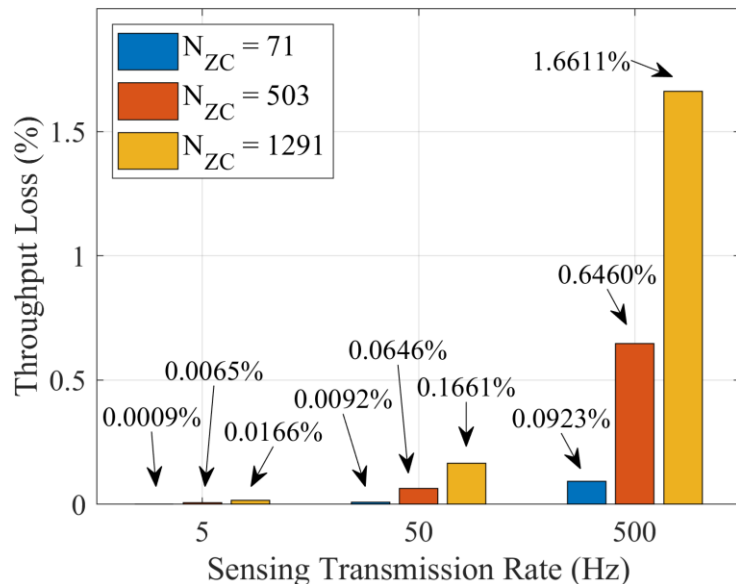 N_ZC = 71
N_ZC = 503
N_ZC = 1291
1.6611%
0.6460%
0.0646%
0.0065%
0.1661%
0.0092%
0.0009%
0.0166%
0.0923%
Throughput Loss (%)
1.5
1
0.5
0
5 50 500
Sensing Transmission Rate (Hz)